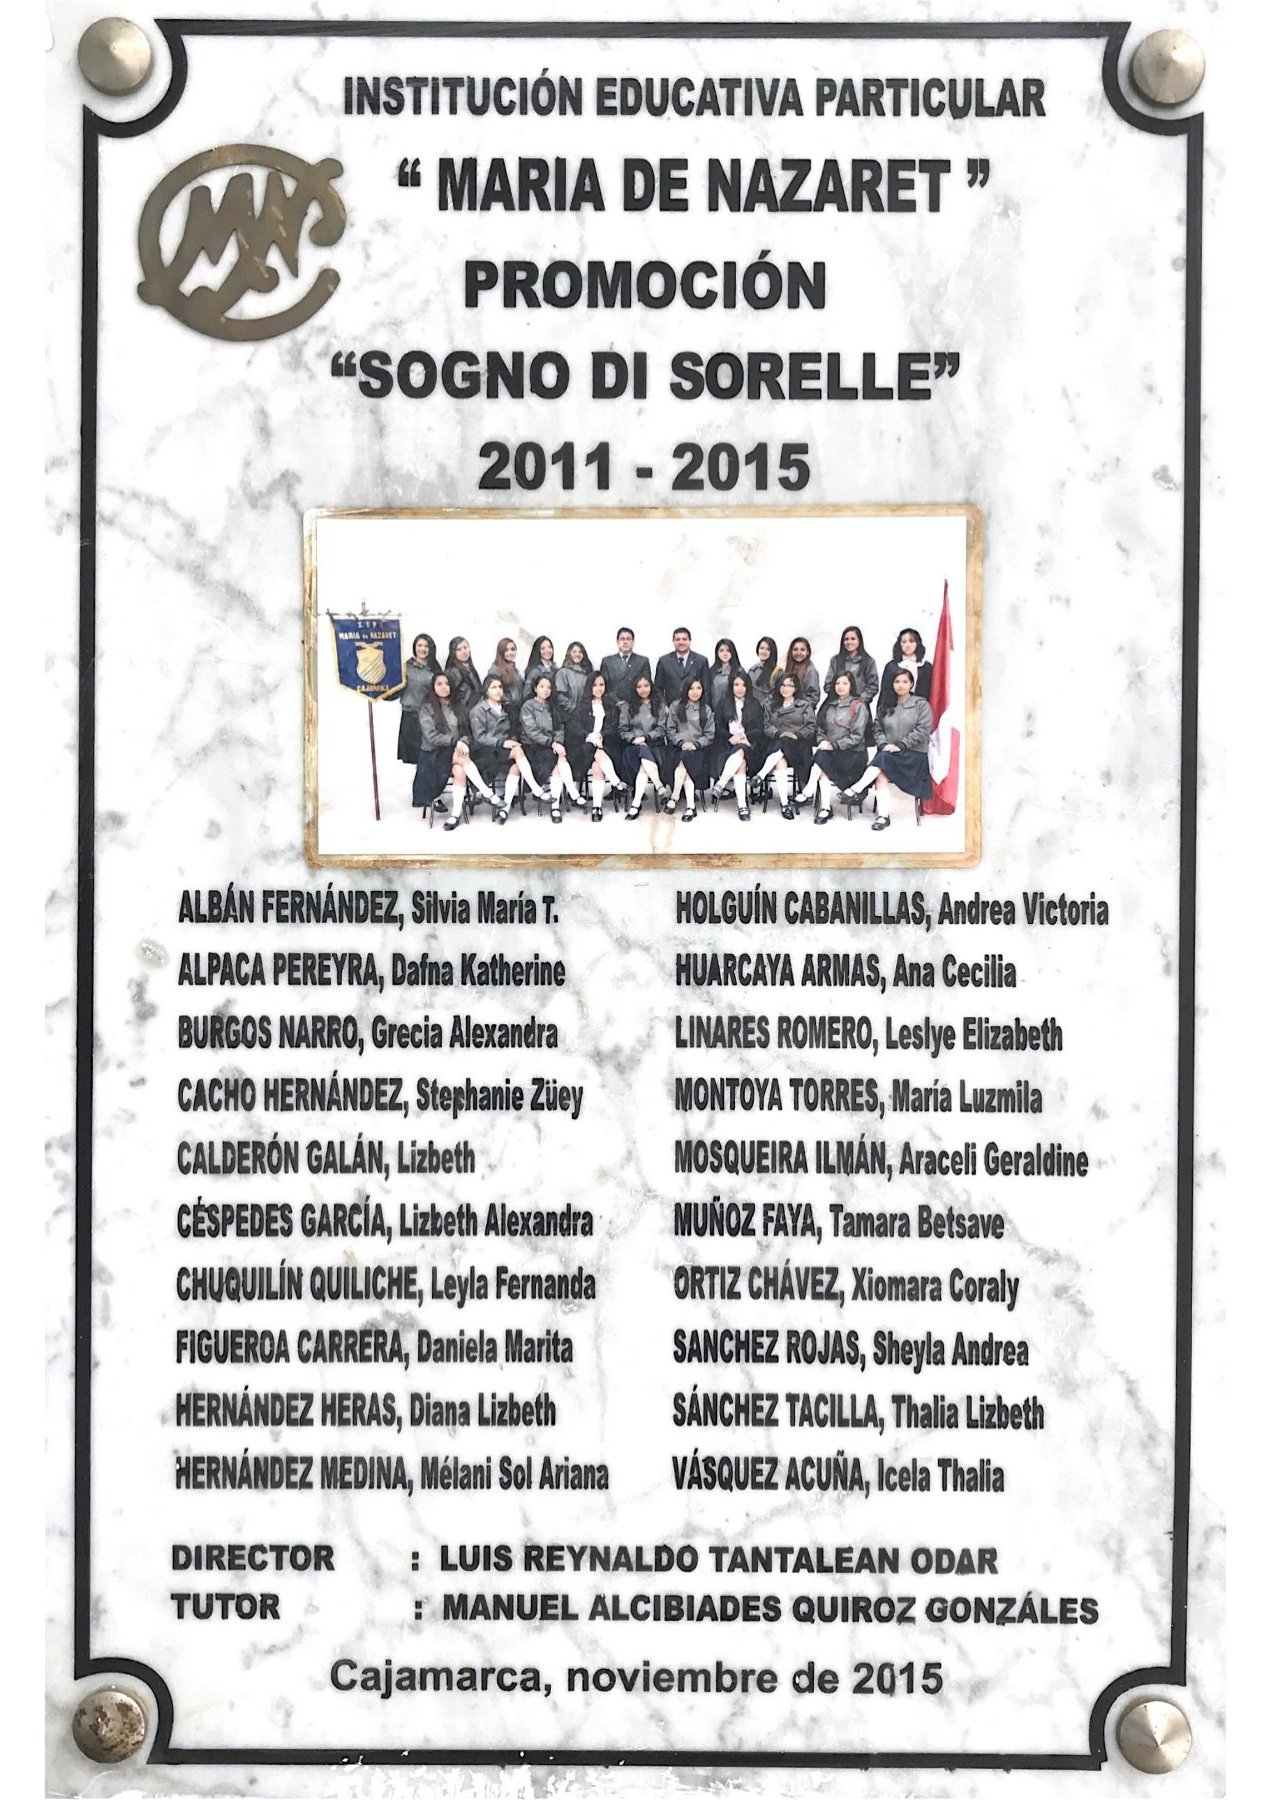 INSTITUCIÓN EDUCATIVA PARTICULAR
“ MARIA DE NAZARET ”
PROMOCIÓN
“SOGNO DI SORELLE”
2011 - 2015
I E P
MARIA DE NAZARET
CAJAMARCA
ALBÁN FERNÁNDEZ, Silvia María T.
ALPACA PEREYRA, Dafna Katherine
BURGOS NARRO, Grecia Alexandra
CACHO HERNÁNDEZ, Stephanie Züey
CALDERÓN GALÁN, Lizbeth
CÉSPEDES GARCÍA, Lizbeth Alexandra
CHUQUILÍN QUILICHE, Leyla Fernanda
FIGUEROA CARRERA, Daniela Marita
HERNÁNDEZ HERAS, Diana Lizbeth
HERNÁNDEZ MEDINA, Mélani Sol Ariana
HOLGUÍN CABANILLAS, Andrea Victoria
HUARCAYA ARMAS, Ana Cecilia
LINARES ROMERO, Leslye Elizabeth
MONTOYA TORRES, María Luzmila
MOSQUEIRA ILMÁN, Araceli Geraldine
MUÑOZ FAYA, Tamara Betsave
ORTIZ CHÁVEZ, Xiomara Coraly
SANCHEZ ROJAS, Sheyla Andrea
SÁNCHEZ TACILLA, Thalia Lizbeth
VÁSQUEZ ACUÑA, Icela Thalia
DIRECTOR : LUIS REYNALDO TANTALEAN ODAR
TUTOR : MANUEL ALCIBIADES QUIROZ GONZÁLES
Cajamarca, noviembre de 2015